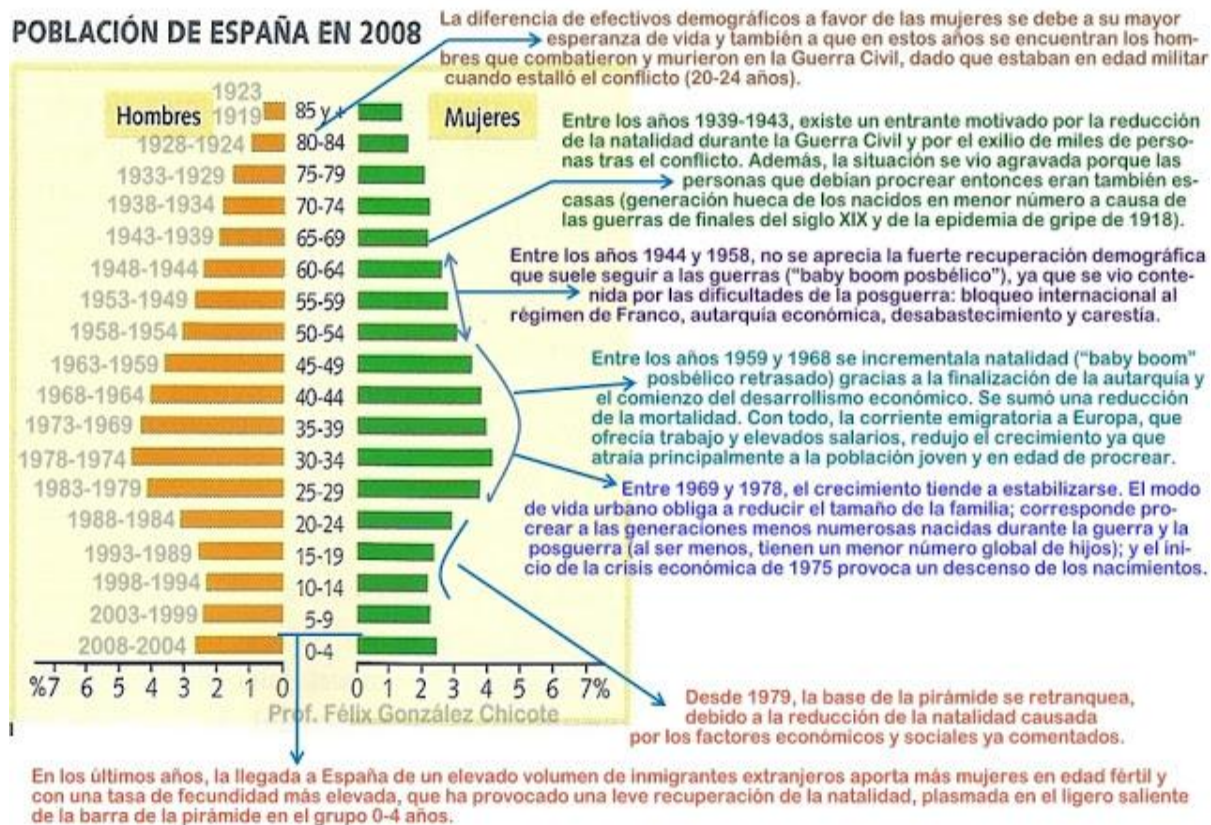 POBLACIÓN DE ESPAÑA EN 2008
La diferencia de efectivos demográficos a favor de las mujeres se debe a su mayor
esperanza de vida y también a que en estos años se encuentran los hom-
bres que combatieron y murieron en la Guerra Civil, dado que estaban en edad militar
cuando estalló el conflicto (20-24 años).
Hombres
Mujeres
1923
1919 85 y +
1928-1924 80-84
1933-1929 75-79
1938-1934 70-74
1943-1939 65-69
1948-1944 60-64
1953-1949 55-59
1958-1954 50-54
1963-1959 45-49
1968-1964 40-44
1973-1969 35-39
1978-1974 30-34
1983-1979 25-29
1988-1984 20-24
1993-1989 15-19
1998-1994 10-14
2003-1999 5-9
2008-2004 0-4
%7 6 5 4 3 2 1 0 0 1 2 3 4 5 6 7%
Prof. Félix González Chicote
Entre los años 1939-1943, existe un entrante motivado por la reducción
de la natalidad durante la Guerra Civil y por el exilio de miles de perso-
nas tras el conflicto. Además, la situación se vio agravada porque las
personas que debían procrear entonces eran también es-
casas (generación hueca de los nacidos en menor número a causa de
las guerras de finales del siglo XIX y de la epidemia de gripe de 1918).
Entre los años 1944 y 1958, no se aprecia la fuerte recuperación demográfica
que suele seguir a las guerras (“baby boom posbélico”), ya que se vio conte-
nida por las dificultades de la posguerra: bloqueo internacional al
régimen de Franco, autarquía económica, desabastecimiento y carestía.
Entre los años 1959 y 1968 se incrementala natalidad (“baby boom”
posbélico retrasado) gracias a la finalización de la autarquía y
el comienzo del desarrollismo económico. Se sumó una reducción
de la mortalidad. Con todo, la corriente emigratoria a Europa, que
ofrecía trabajo y elevados salarios, redujo el crecimiento ya que
atraía principalmente a la población joven y en edad de procrear.
Entre 1969 y 1978, el crecimiento tiende a estabilizarse. El modo
de vida urbano obliga a reducir el tamaño de la familia; corresponde pro-
crear a las generaciones menos numerosas nacidas durante la guerra y la
posguerra (al ser menos, tienen un menor número global de hijos); y el ini-
cio de la crisis económica de 1975 provoca un descenso de los nacimientos.
Desde 1979, la base de la pirámide se retranquea,
debido a la reducción de la natalidad causada
por los factores económicos y sociales ya comentados.
En los últimos años, la llegada a España de un elevado volumen de inmigrantes extranjeros aporta más mujeres en edad fértil y
con una tasa de fecundidad más elevada, que ha provocado una leve recuperación de la natalidad, plasmada en el ligero saliente
de la barra de la pirámide en el grupo 0-4 años.